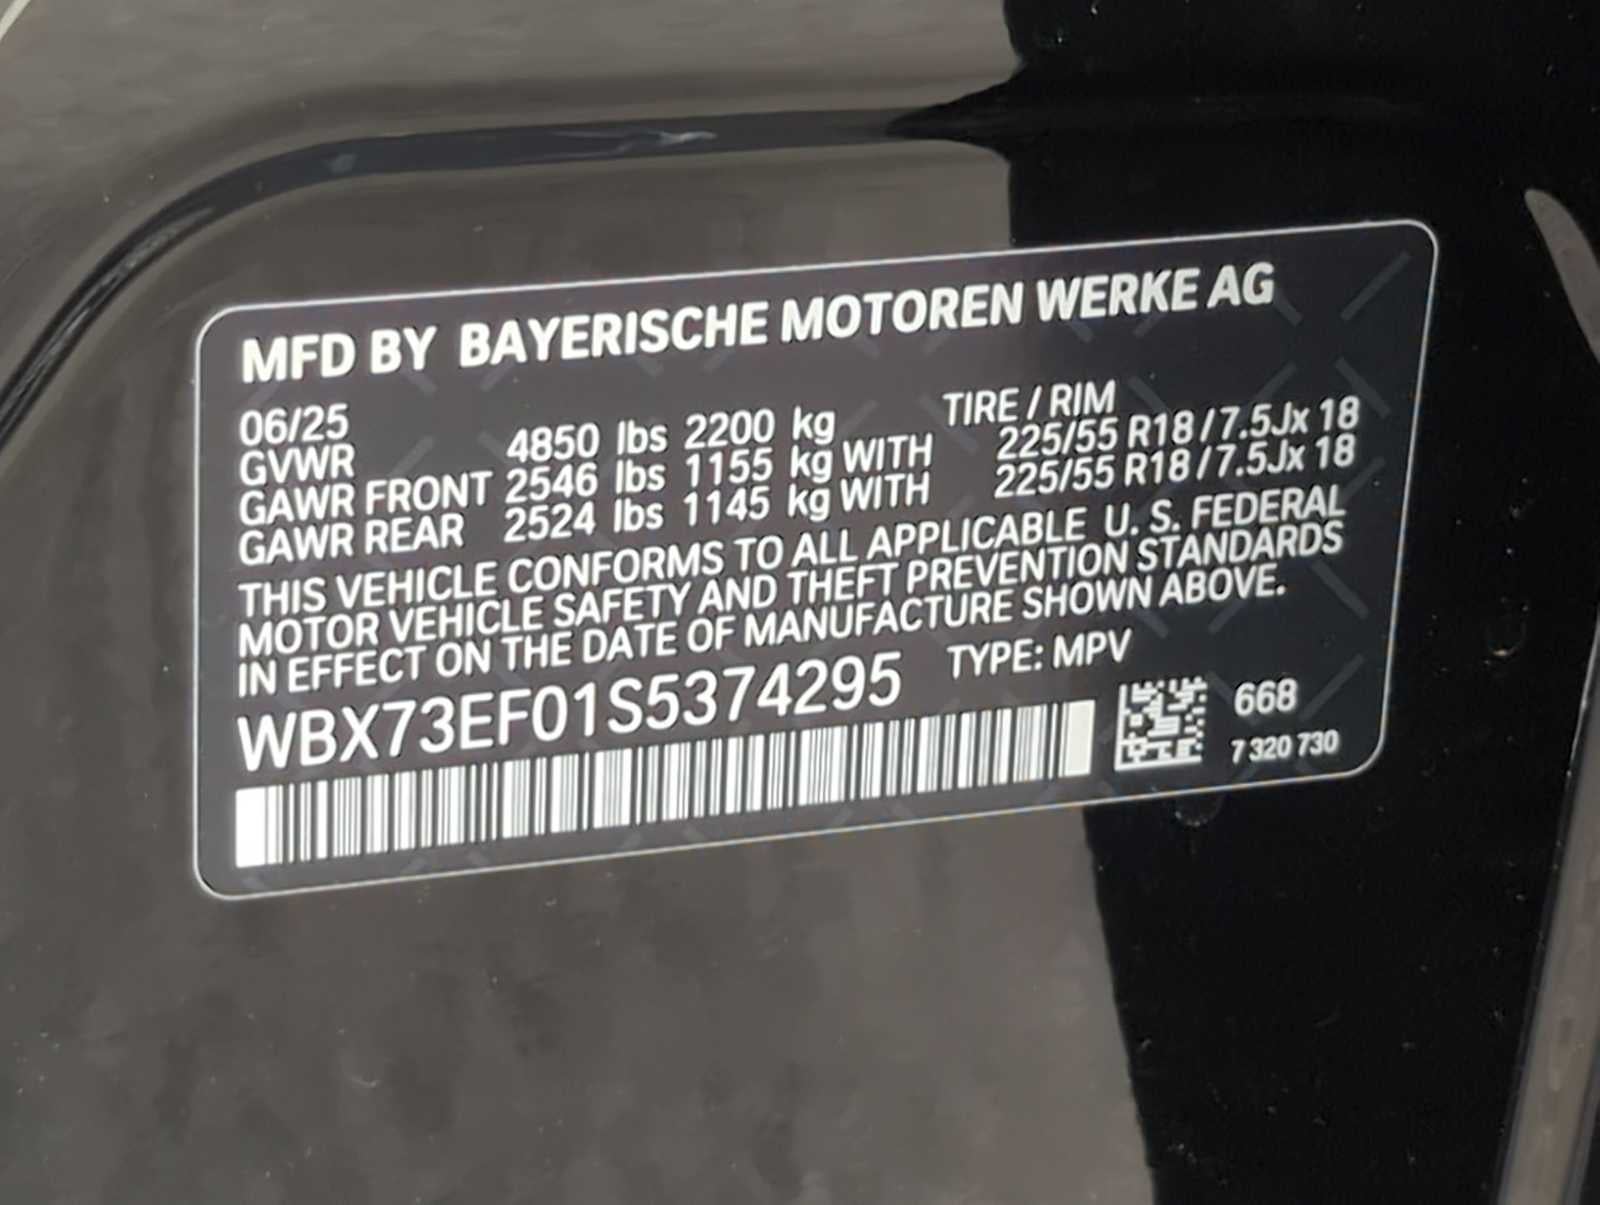 MFD BY BAYERISCHE MOTOREN WERKE AG
06/25 TIRE / RIM
GVWR 4850 lbs 2200 kg
GAWR FRONT 2546 lbs 1155 kg WITH 225/55 R18 / 7.5Jx 18
GAWR REAR 2524 lbs 1145 kg WITH 225/55 R18 / 7.5Jx 18
THIS VEHICLE CONFORMS TO ALL APPLICABLE U. S. FEDERAL
MOTOR VEHICLE SAFETY AND THEFT PREVENTION STANDARDS
IN EFFECT ON THE DATE OF MANUFACTURE SHOWN ABOVE.
WBX73EF01S5374295 TYPE: MPV
668
7 320 730